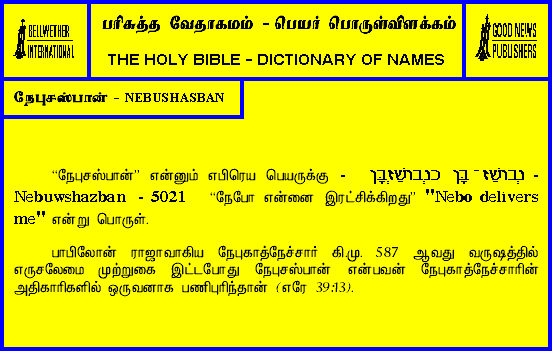 BELLWETHER
INTERNATIONAL
பரிசுத்த வேதாகமம் - பெயர் பொருள்விளக்கம்
THE HOLY BIBLE - DICTIONARY OF NAMES
GOOD NEWS
PUBLISHERS
நேபுசஸ்பான் - NEBUSHASBAN
“நேபுசஸ்பான்” என்னும் எபிரெய பெயருக்கு - נְבוּשַׁזְבָּן כנְבוּשַׁז־בָּן -
Nebuwshazban - 5021 “நேபோ என்னை இரட்சிக்கிறது” "Nebo delivers
me" என்று பொருள்.
பாபிலோன் ராஜாவாகிய நேபுகாத்நேச்சார் கி.மு. 587 ஆவது வருஷத்தில்
எருசலேமை முற்றுகை இட்டபோது நேபுசஸ்பான் என்பவன் நேபுகாத்நேச்சாரின்
அதிகாரிகளில் ஒருவனாக பணிபுரிந்தான் (எரே 39:13).